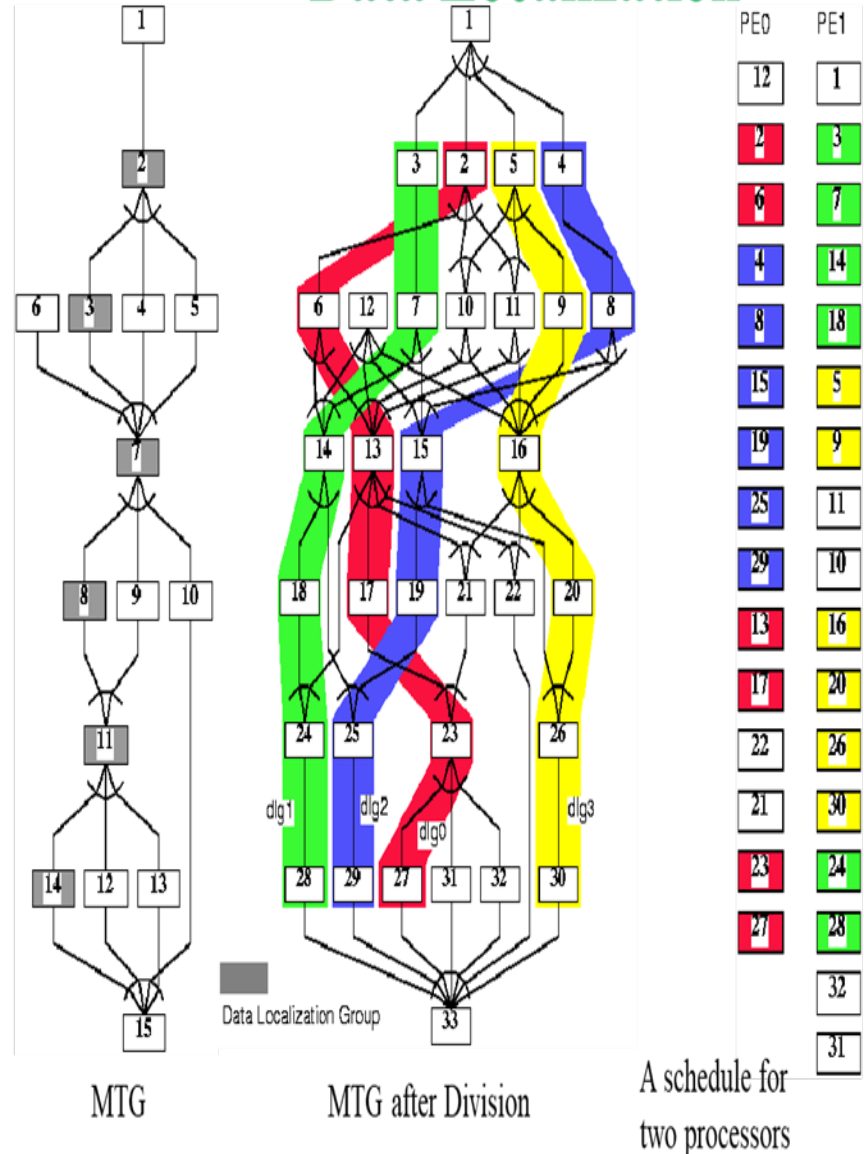 Data Localization
1
2
6 3 4 5
7
8 9 10
11
14 12 13
15
Data Localization Group
MTG
1
3 2 5 4
6 12 7 10 11 9 8
14 13 15 16
18 17 19 21 22 20
24 25 23 26
dlg1 dlg2 dlg0 dlg3
28 29 27 31 32 30
33
MTG after Division
PE0 PE1
12 1
2 3
6 7
4 14
8 18
15 5
19 9
25 11
29 10
13 16
17 20
22 26
21 30
23 24
27 28
32
31
A schedule for
two processors